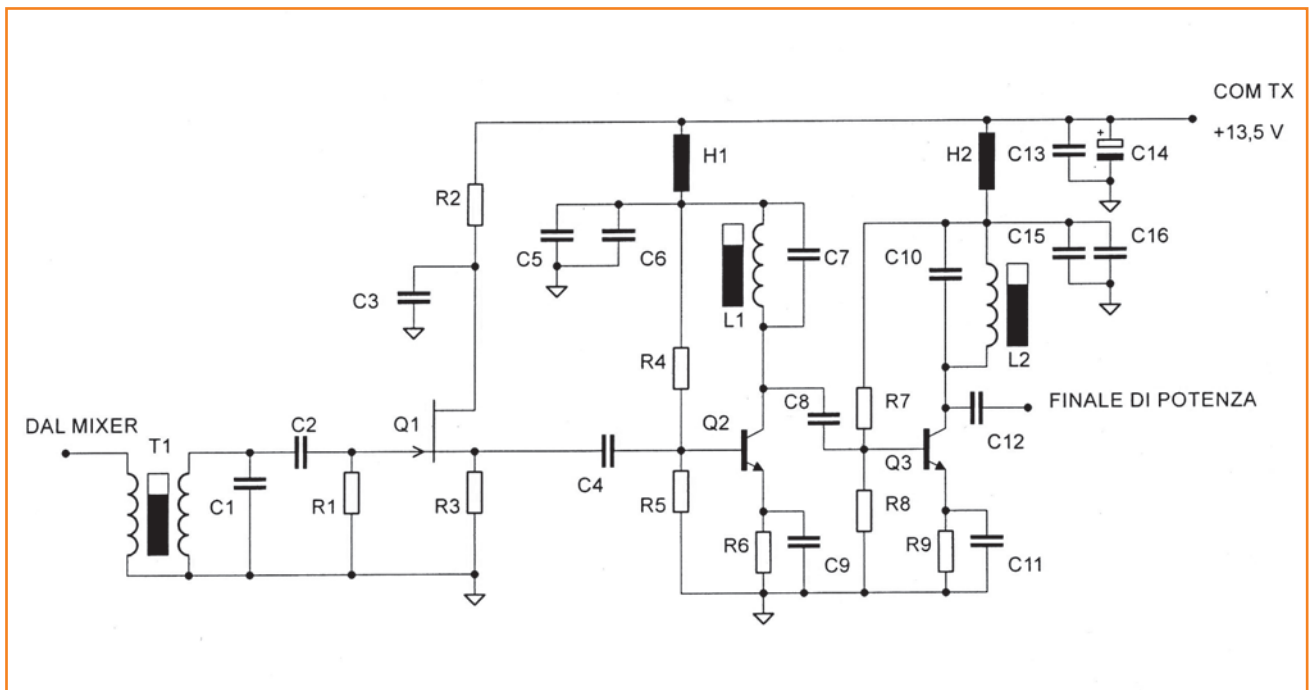 COM TX
+13,5 V
H1
H2
C13
+
C14
R2
C5
C6
L1
C7
C10
C15
C16
L2
C3
R4
R7
C8
Q2
FINALE DI POTENZA
C12
Q3
DAL MIXER
T1
C2
Q1
C1
R1
R3
C4
R5
R6
C9
R8
R9
C11